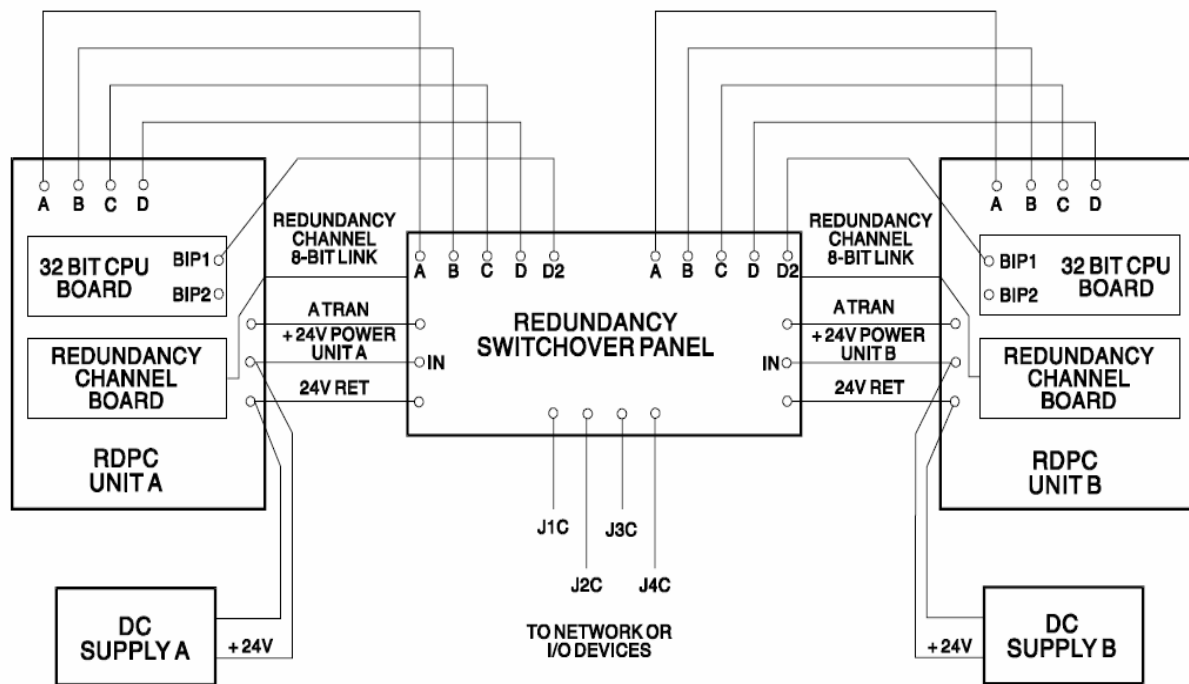 A B C D
A B C D
REDUNDANCY
CHANNEL
8-BIT LINK
REDUNDANCY
CHANNEL
8-BIT LINK
32 BIT CPU
BOARD
BIP1
BIP2
A B C D D2
A B C D D2
BIP1
BIP2
32 BIT CPU
BOARD
A TRAN
+24V POWER
UNIT A
IN
24V RET
REDUNDANCY
SWITCHOVER PANEL
A TRAN
+24V POWER
UNIT B
IN
24V RET
REDUNDANCY
CHANNEL
BOARD
REDUNDANCY
CHANNEL
BOARD
RDPC
UNIT A
RDPC
UNIT B
J1C
J3C
J2C
J4C
TO NETWORK OR
I/O DEVICES
DC
SUPPLY A
+24V
+24V
DC
SUPPLY B